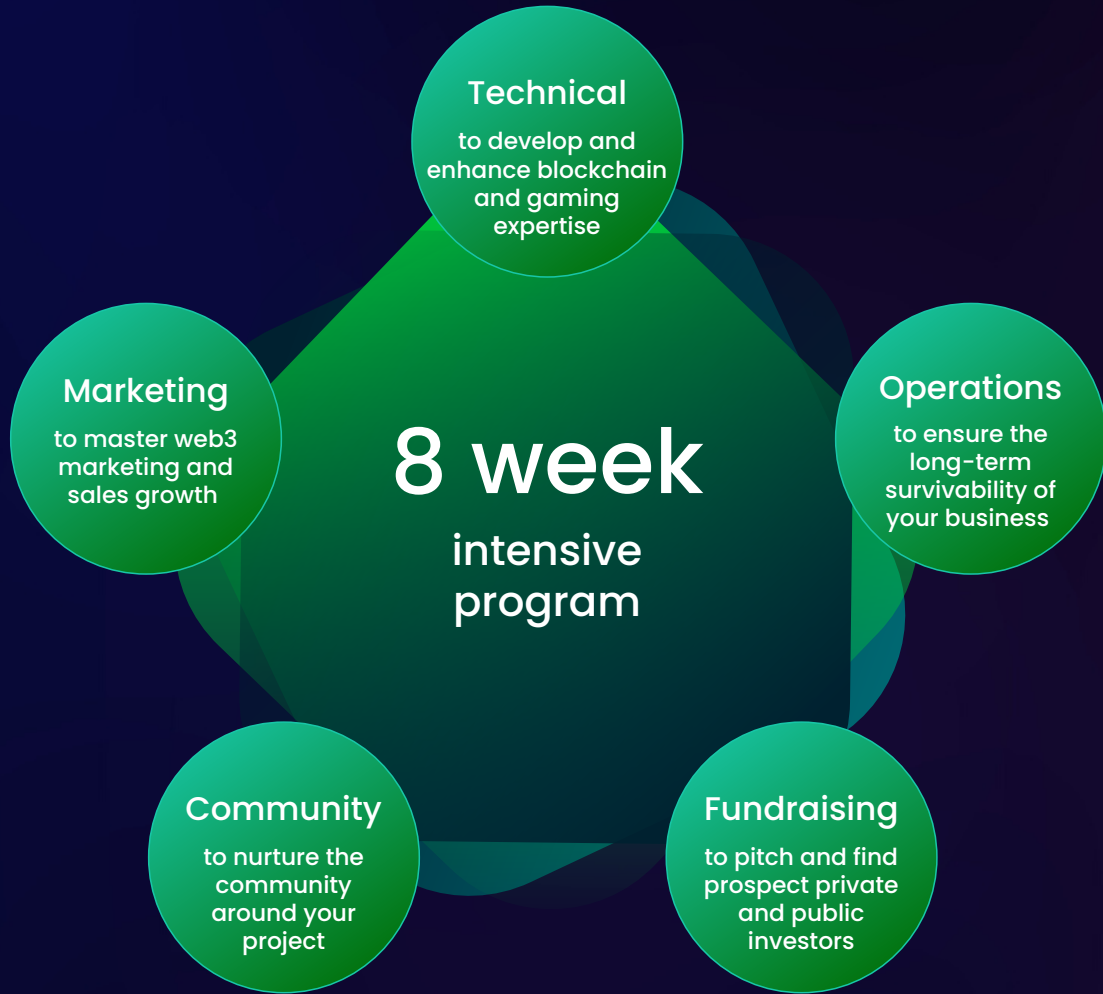 Technical
to develop and
enhance blockchain
and gaming
expertise
Marketing
to master web3
marketing and
sales growth
Operations
to ensure the
long-term
survivability of
your business
8 week
intensive
program
Community
to nurture the
community
around your
project
Fundraising
to pitch and find
prospect private
and public
investors